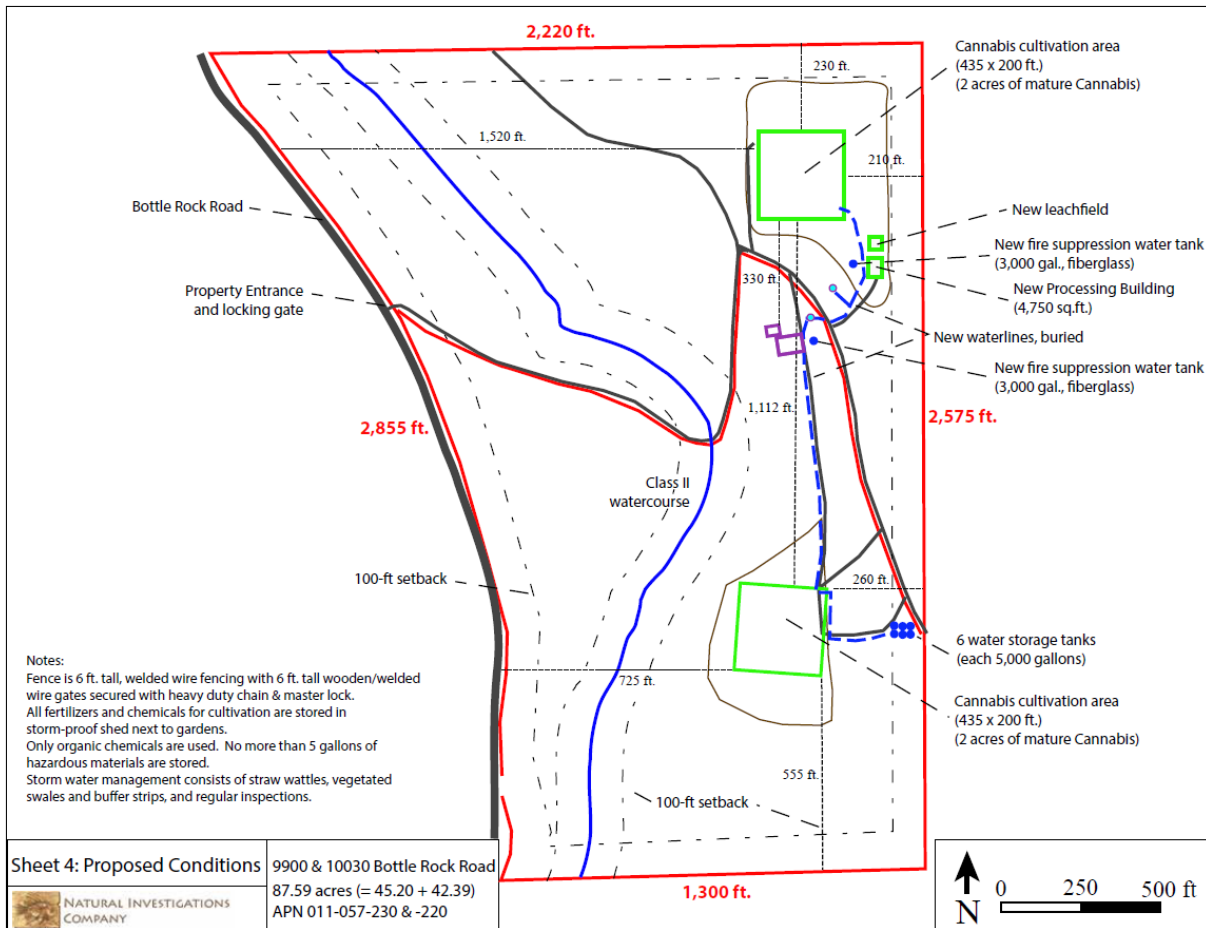 2,220 ft.
Cannabis cultivation area
(435 x 200 ft.)
(2 acres of mature Cannabis)
230 ft.
1,520 ft.
210 ft.
Bottle Rock Road
New leachfield
New fire suppression water tank
(3,000 gal., fiberglass)
Property Entrance
and locking gate
330 ft.
New Processing Building
(4,750 sq.ft.)
New waterlines, buried
New fire suppression water tank
(3,000 gal., fiberglass)
1,112 ft.
2,855 ft.
2,575 ft.
Class II
watercourse
100-ft setback
260 ft.
6 water storage tanks
(each 5,000 gallons)
725 ft.
Cannabis cultivation area
(435 x 200 ft.)
(2 acres of mature Cannabis)
Notes:
Fence is 6 ft. tall, welded wire fencing with 6 ft. tall wooden/welded
wire gates secured with heavy duty chain & master lock.
All fertilizers and chemicals for cultivation are stored in
storm-proof shed next to gardens.
Only organic chemicals are used. No more than 5 gallons of
hazardous materials are stored.
Storm water management consists of straw wattles, vegetated
swales and buffer strips, and regular inspections.
555 ft.
100-ft setback
Sheet 4: Proposed Conditions
NATURAL INVESTIGATIONS
COMPANY
9900 & 10030 Bottle Rock Road
87.59 acres (= 45.20 + 42.39)
APN 011-057-230 & -220
1,300 ft.
N
0 250 500 ft